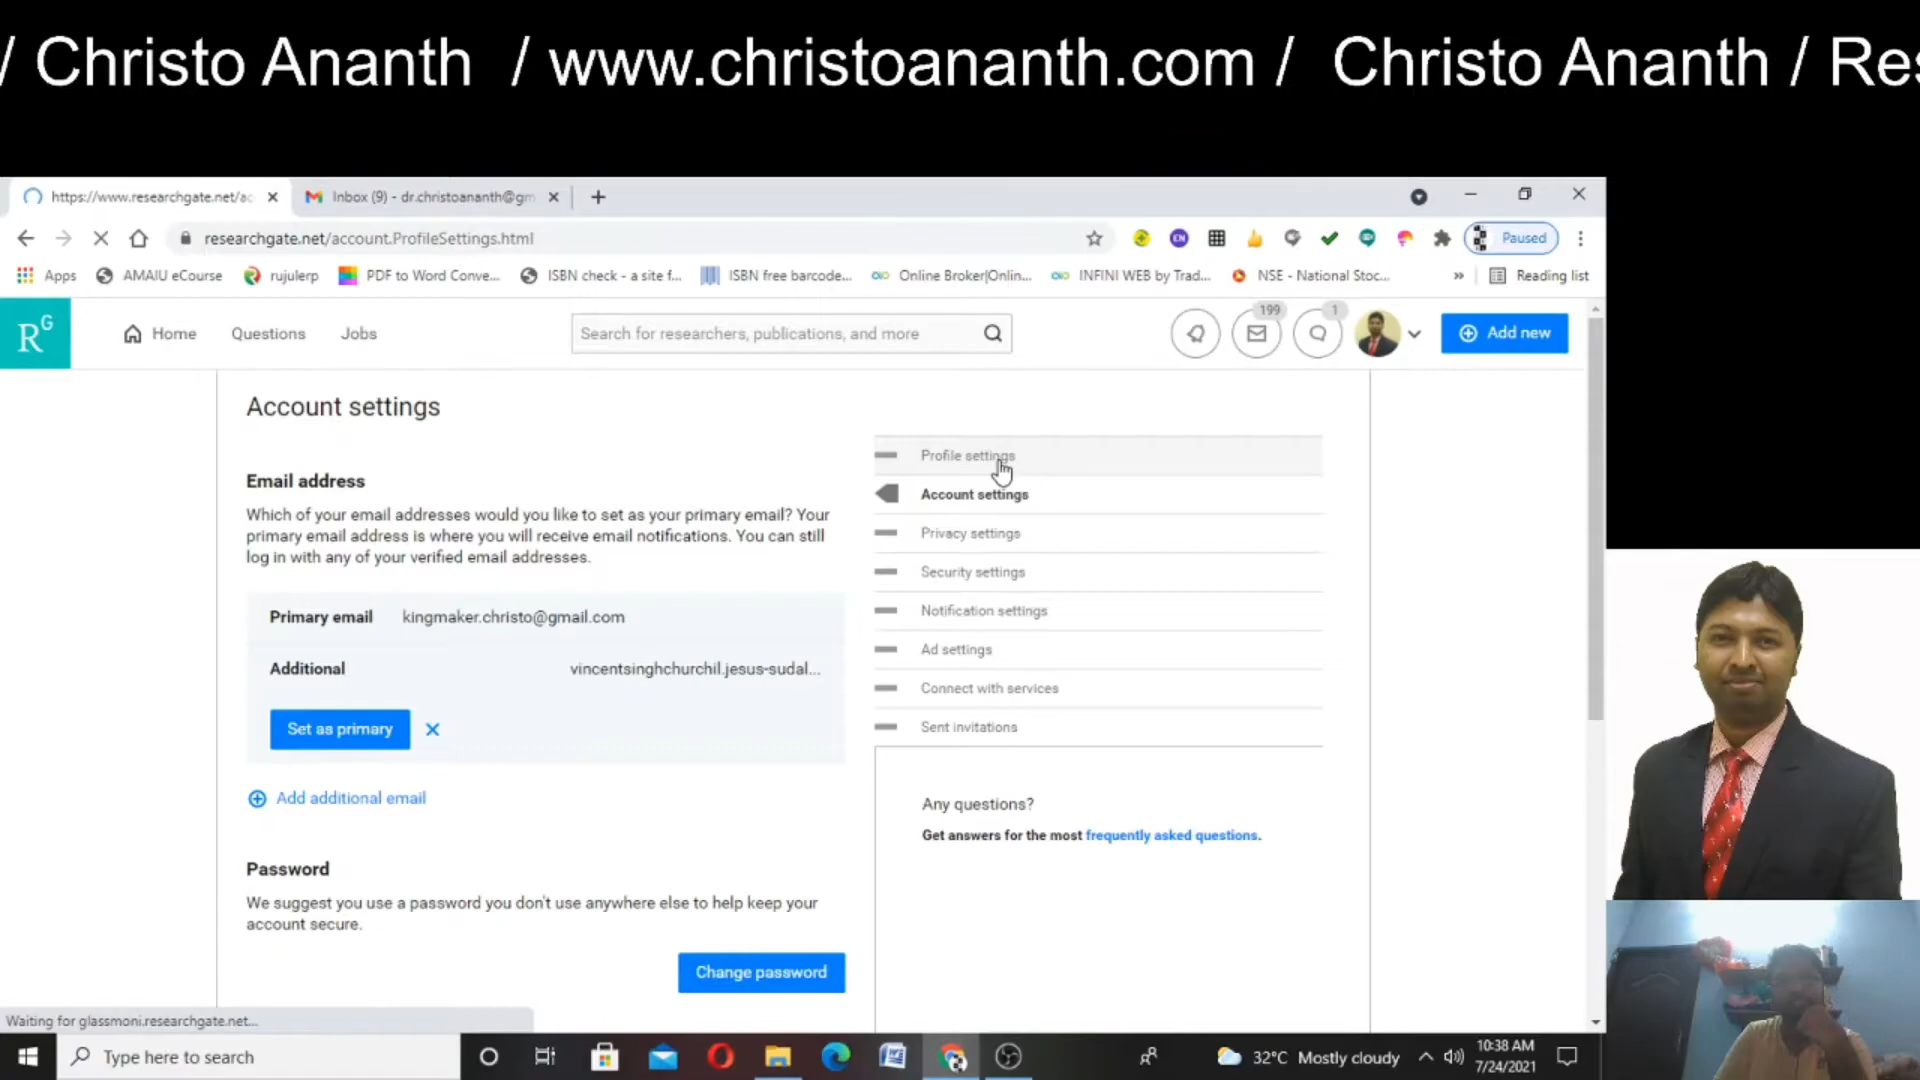 / Christo Ananth / www.christoananth.com / Christo Ananth / Res
https://www.researchgate.net/ac
Inbox (9) - dr.christoananth@gm
researchgate.net/account.ProfileSettings.html
Paused
Apps
AMAIU eCourse
rujulerp
PDF to Word Conve...
ISBN check - a site f...
ISBN free barcode...
Online Broker|Onlin...
INFINI WEB by Trad...
NSE - National Stoc...
»
Reading list
RG
Home
Questions
Jobs
Search for researchers, publications, and more
199
1
Add new
Account settings
Email address
Which of your email addresses would you like to set as your primary email? Your
primary email address is where you will receive email notifications. You can still
log in with any of your verified email addresses.
Primary email kingmaker.christo@gmail.com
Additional vincentsinghchurchil.jesus-sudal...
Set as primary
Add additional email
Password
We suggest you use a password you don't use anywhere else to help keep your
account secure.
Change password
Profile settings
Account settings
Privacy settings
Security settings
Notification settings
Ad settings
Connect with services
Sent invitations
Any questions?
Get answers for the most frequently asked questions.
Waiting for glassmoni.researchgate.net...
Type here to search
32°C Mostly cloudy
10:38 AM
7/24/2021